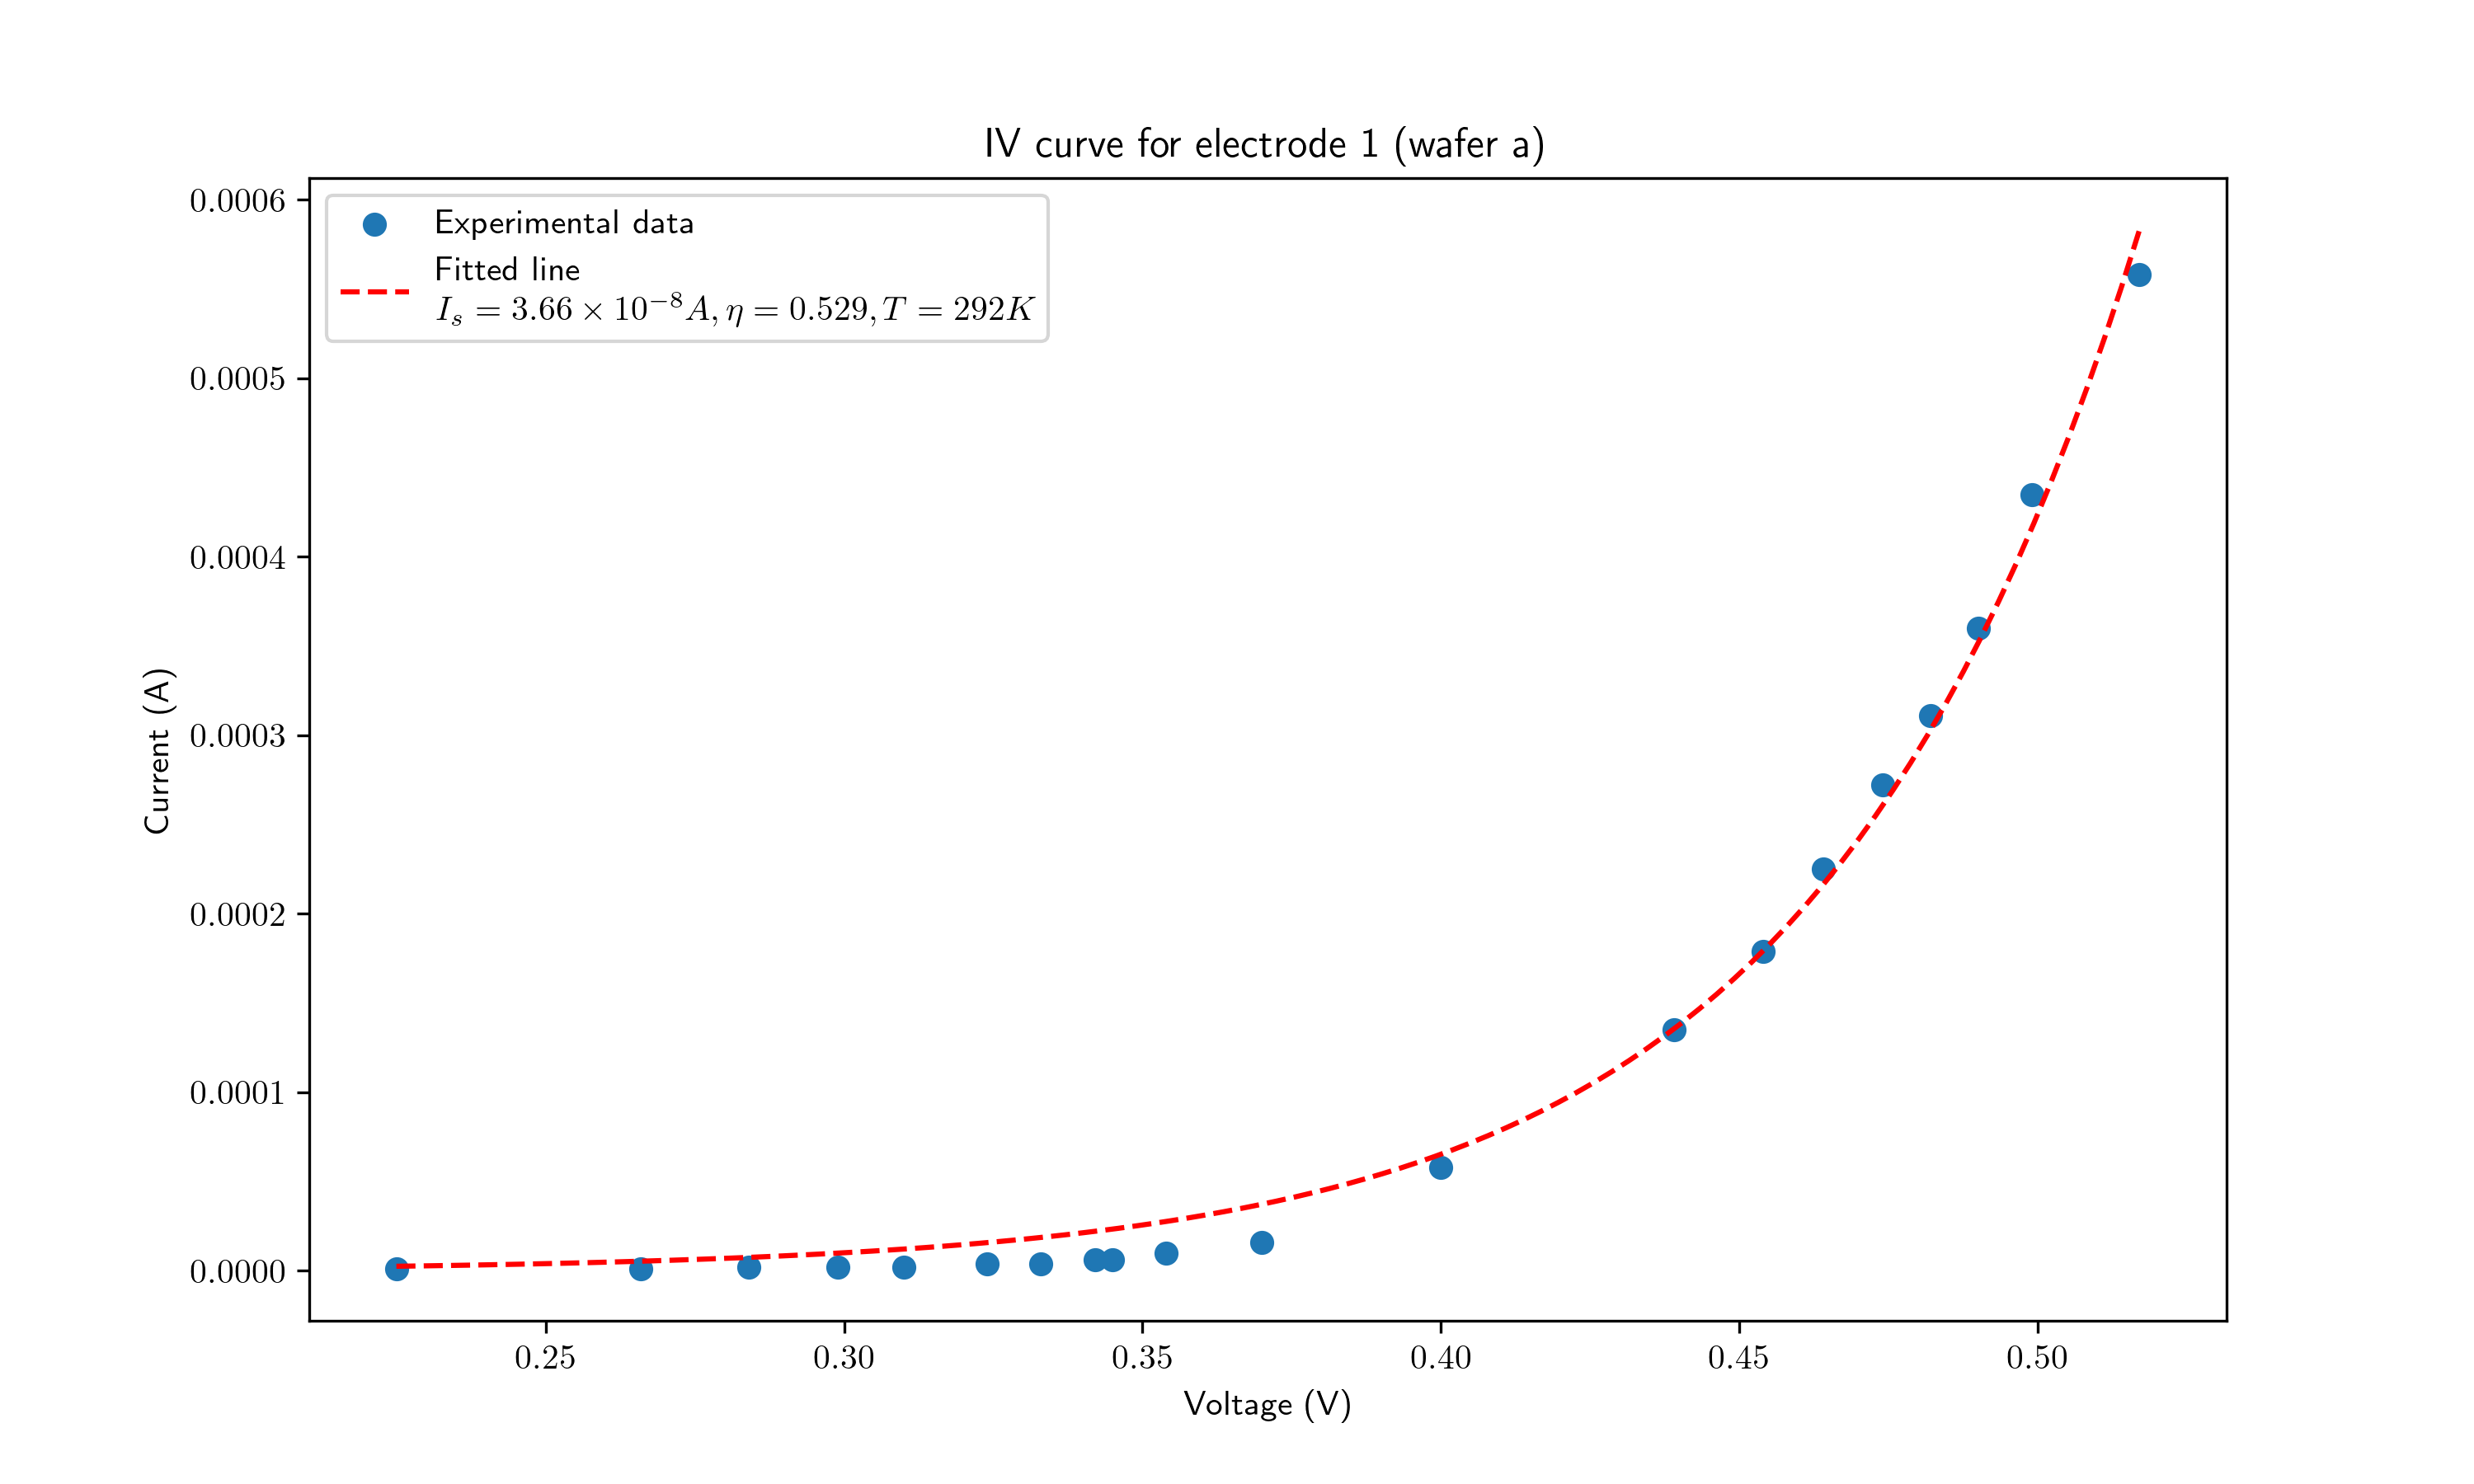 IV curve for electrode 1 (wafer a)
Experimental data
Fitted line
I_s = 3.66 × 10^{-8}A, η = 0.529, T = 292K
0.0006
0.0005
0.0004
0.0003
0.0002
0.0001
0.0000
Current (A)
0.25 0.30 0.35 0.40 0.45 0.50
Voltage (V)